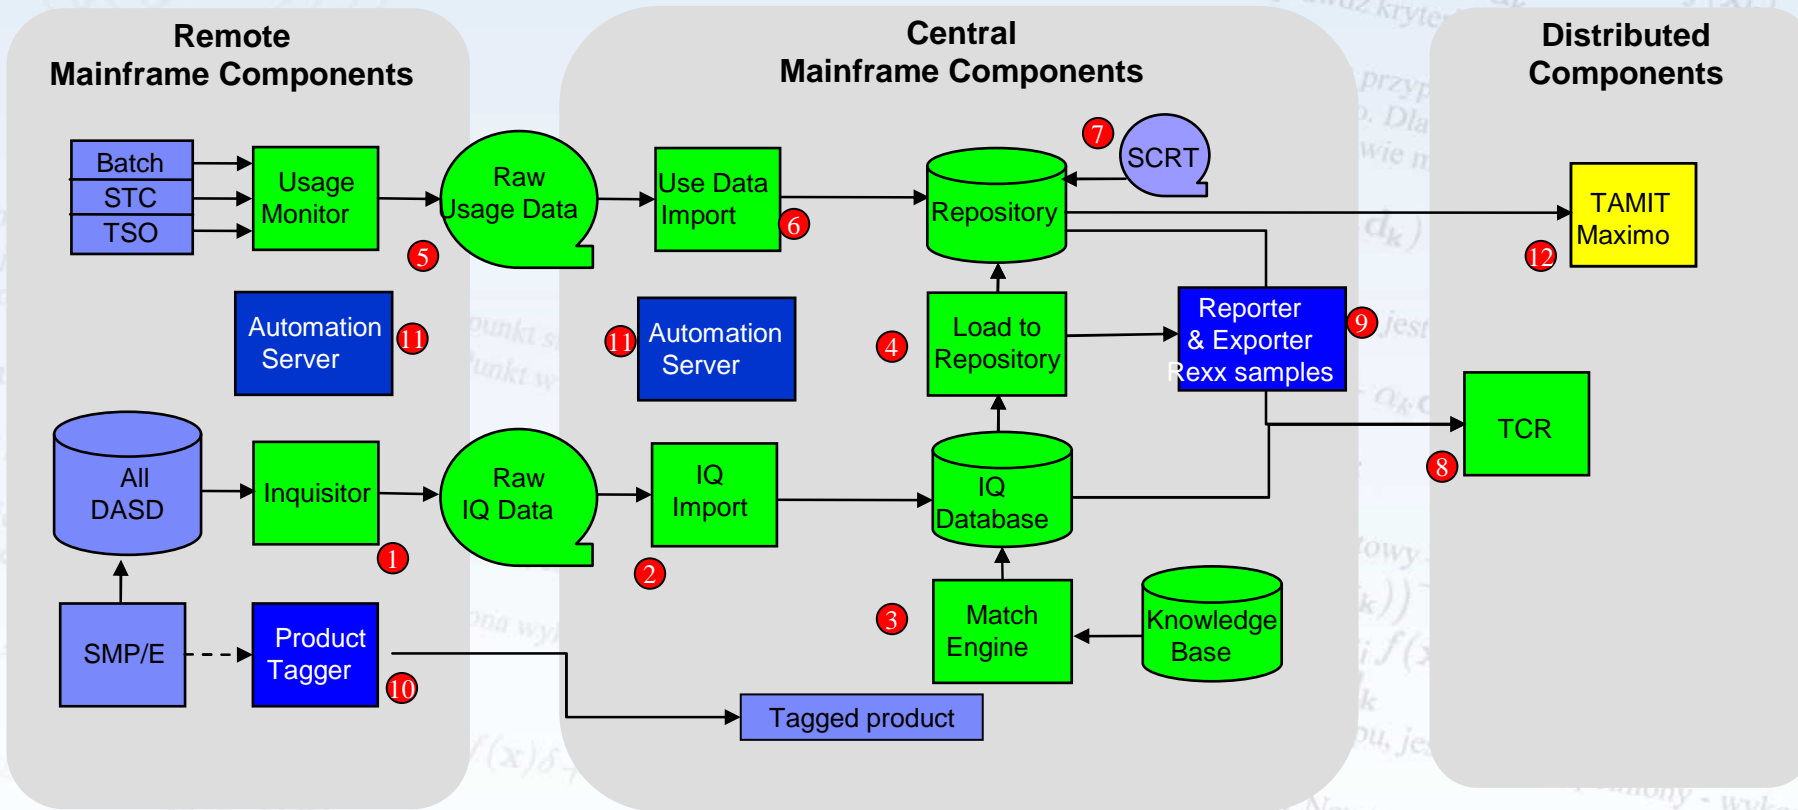 Remote
Mainframe Components
Central
Mainframe Components
Distributed
Components
Batch
STC
TSO
Usage
Monitor
5
Raw
Usage Data
Use Data
Import
6
Repository
7
SCRT
TAMIT
Maximo
12
Automation
Server
11
11
Automation
Server
4
Load to
Repository
Reporter
& Exporter
Rexx samples
9
TCR
8
All
DASD
Inquisitor
1
Raw
IQ Data
IQ
Import
2
IQ
Database
3
Match
Engine
Knowledge
Base
SMP/E
Product
Tagger
10
Tagged product